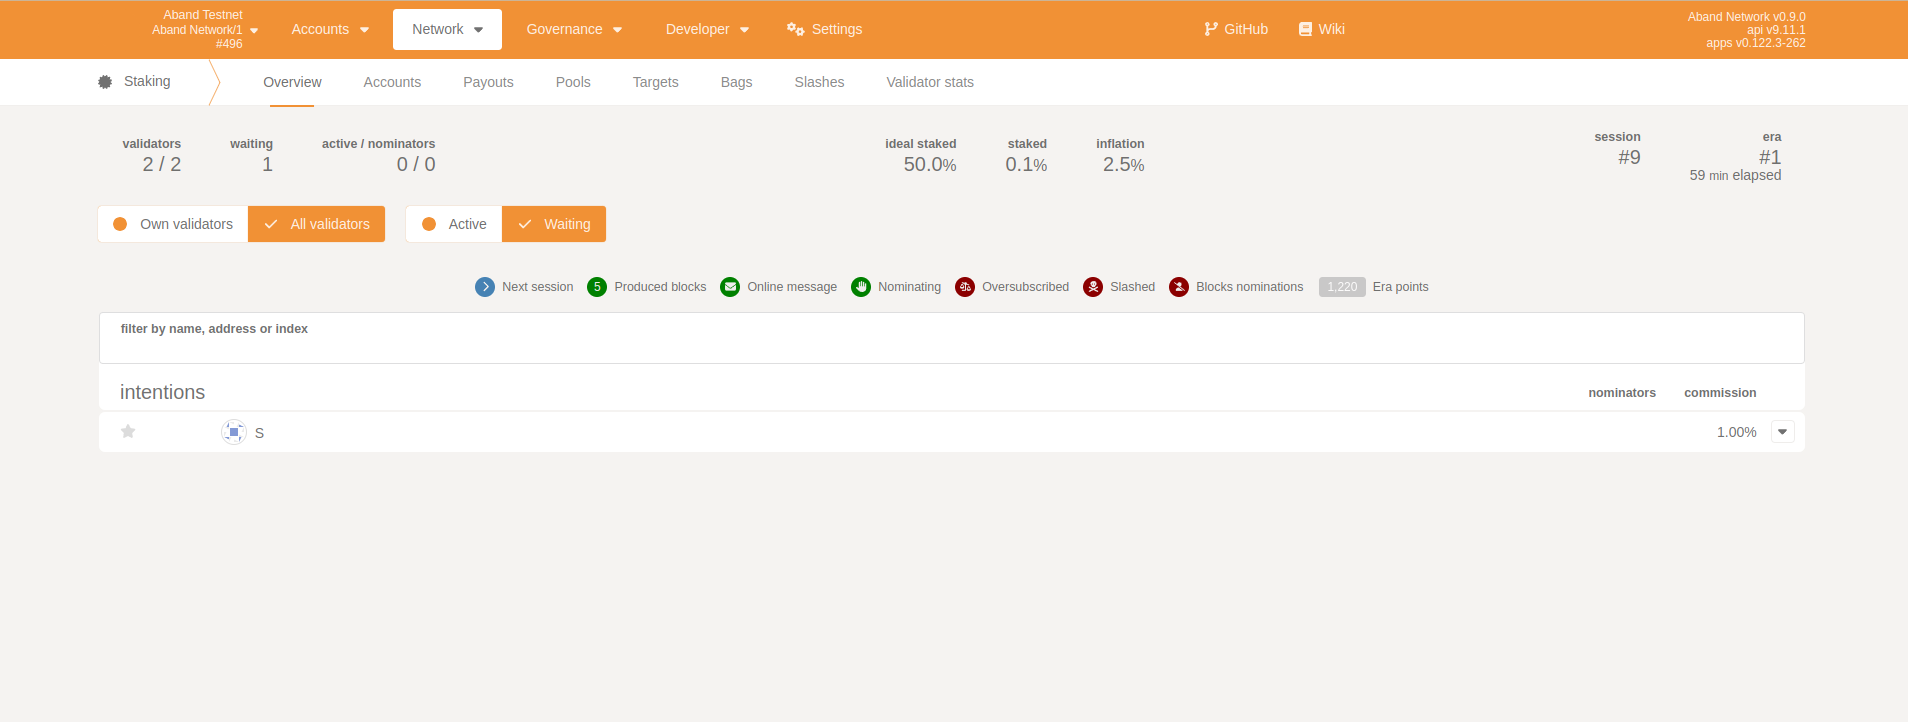 Aband Testnet
Aband Network/1
#496
Accounts
Network
Governance
Developer
Settings
GitHub
Wiki
Aband Network v0.9.0
api v9.11.1
apps v0.122.3-262
Staking
Overview
Accounts
Payouts
Pools
Targets
Bags
Slashes
Validator stats
validators
2 / 2
waiting
1
active / nominators
0 / 0
ideal staked
50.0%
staked
0.1%
inflation
2.5%
session
#9
era
#1
59 min elapsed
Own validators
All validators
Active
Waiting
Next session
5 Produced blocks
Online message
Nominating
Oversubscribed
Slashed
Blocks nominations
1,220 Era points
filter by name, address or index
intentions
nominators
commission
S
1.00%